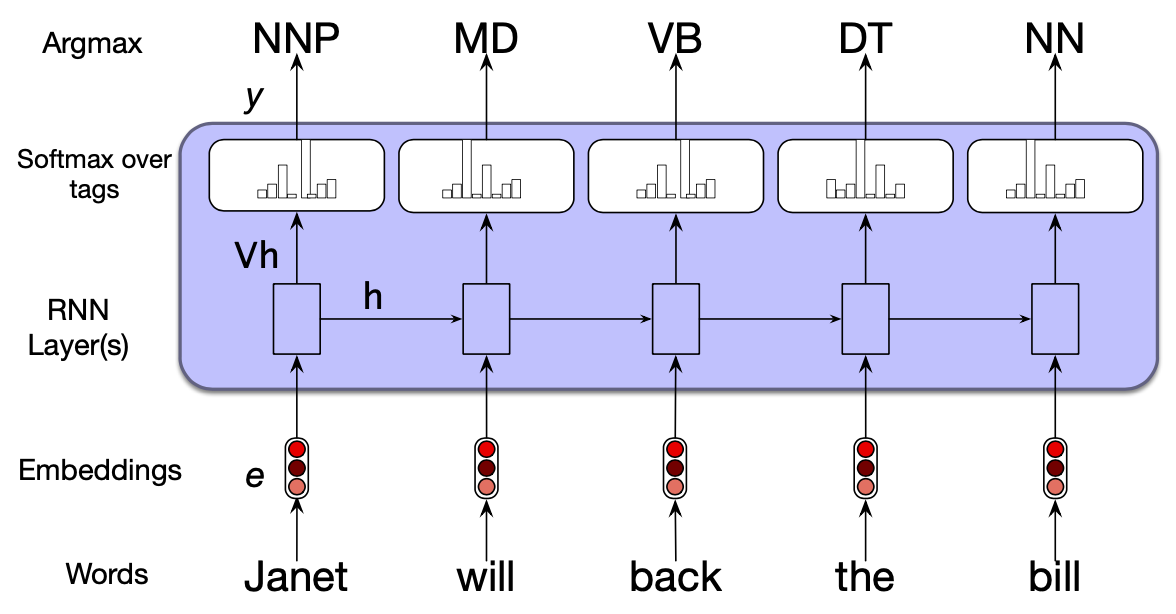 Argmax NNP MD VB DT NN
y
Softmax over
tags
Vh
h
RNN
Layer(s)
Embeddings e
Words Janet will back the bill